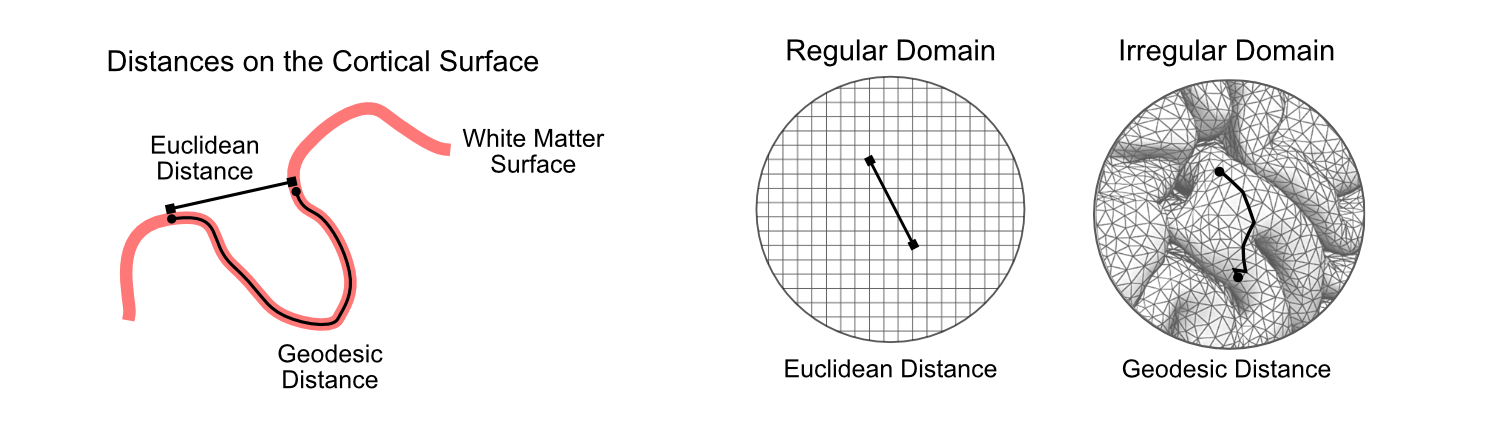 Distances on the Cortical Surface
Euclidean
Distance
White Matter
Surface
Geodesic
Distance
Regular Domain
Euclidean Distance
Irregular Domain
Geodesic Distance